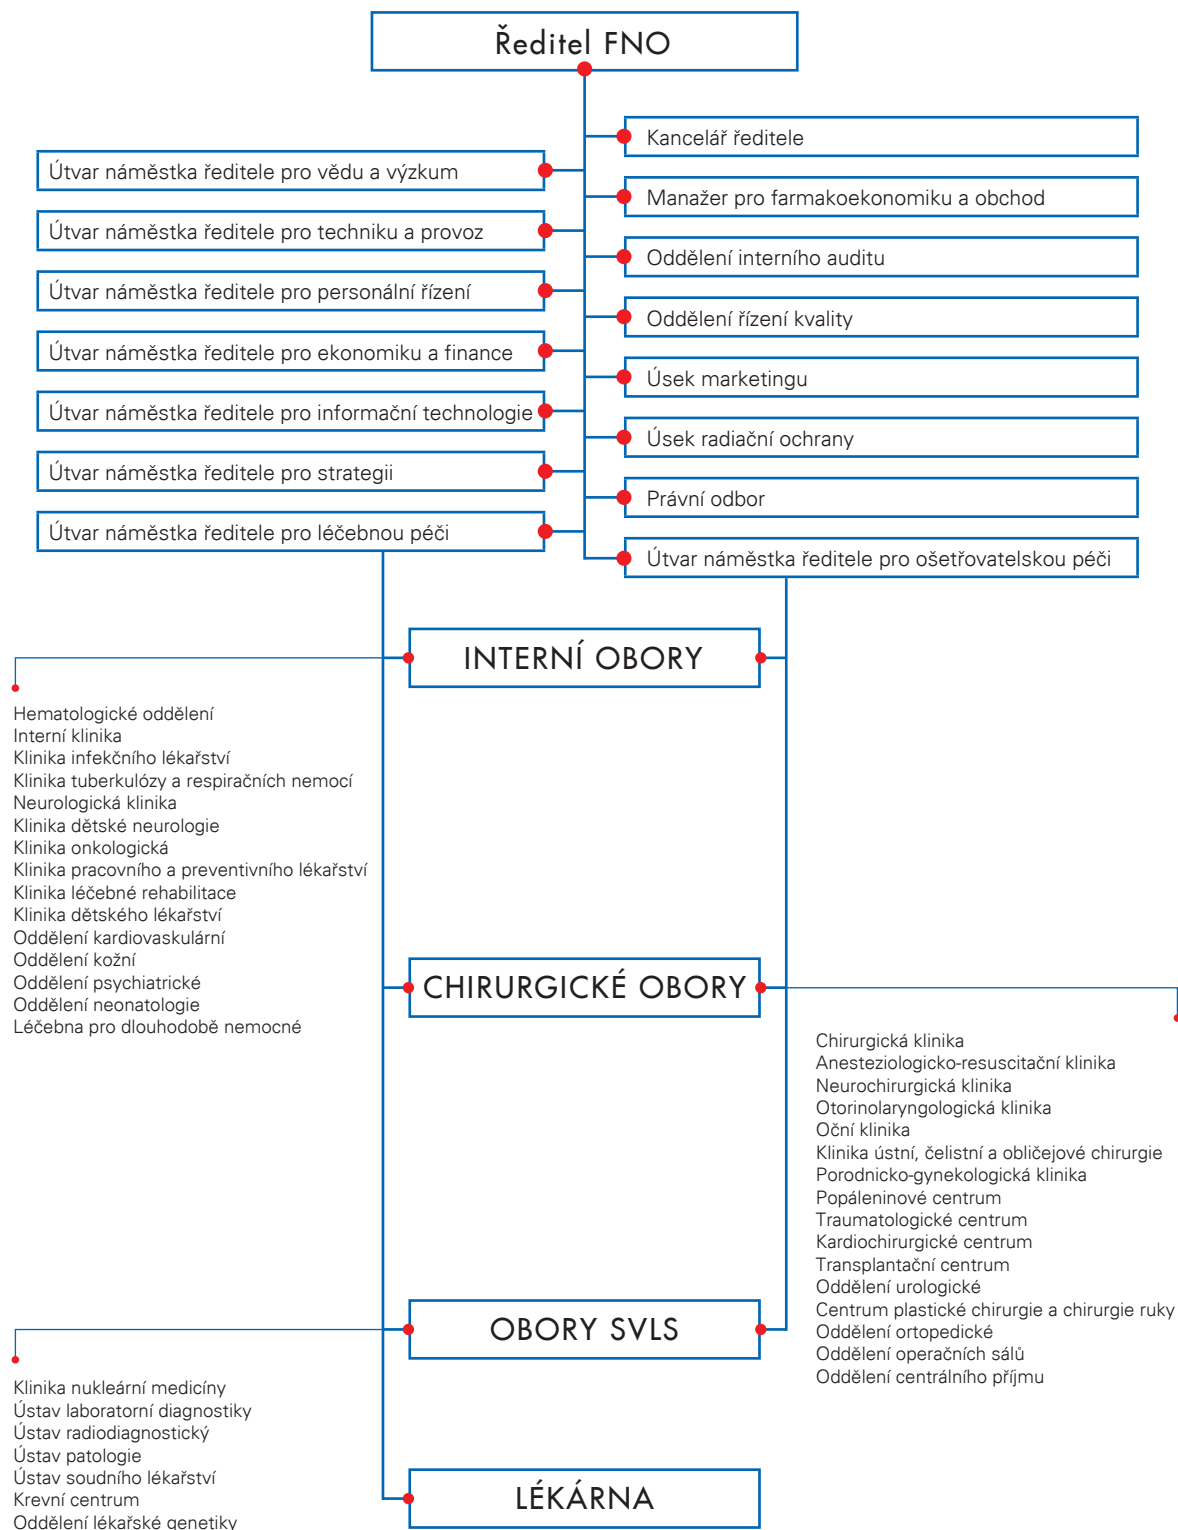 Ředitel FNO
Kancelář ředitele
Útvar náměstka ředitele pro vědu a výzkum
Manažer pro farmakoekonomiku a obchod
Útvar náměstka ředitele pro techniku a provoz
Oddělení interního auditu
Útvar náměstka ředitele pro personální řízení
Oddělení řízení kvality
Útvar náměstka ředitele pro ekonomiku a finance
Úsek marketingu
Útvar náměstka ředitele pro informační technologie
Úsek radiační ochrany
Útvar náměstka ředitele pro strategii
Právní odbor
Útvar náměstka ředitele pro léčebnou péči
Útvar náměstka ředitele pro ošetřovatelskou péči
INTERNÍ OBORY
Hematologické oddělení
Interní klinika
Klinika infekčního lékařství
Klinika tuberkulózy a respiračních nemocí
Neurologická klinika
Klinika dětské neurologie
Klinika onkologická
Klinika pracovního a preventivního lékařství
Klinika léčebné rehabilitace
Klinika dětského lékařství
Oddělení kardiovaskulární
Oddělení kožní
Oddělení psychiatrické
Oddělení neonatologie
Léčebna pro dlouhodobě nemocné
CHIRURGICKÉ OBORY
Chirurgická klinika
Anesteziologicko-resuscitační klinika
Neurochirurgická klinika
Otorinolaryngologická klinika
Oční klinika
Klinika ústní, čelistní a obličejové chirurgie
Porodnicko-gynekologická klinika
Popáleninové centrum
Traumatologické centrum
Kardiochirurgické centrum
Transplantační centrum
Oddělení urologické
Centrum plastické chirurgie a chirurgie ruky
Oddělení ortopedické
Oddělení operačních sálů
Oddělení centrálního příjmu
OBORY SVLS
Klinika nukleární medicíny
Ústav laboratorní diagnostiky
Ústav radiodiagnostický
Ústav patologie
Ústav soudního lékařství
Krevní centrum
Oddělení lékařské genetiky
LÉKÁRNA